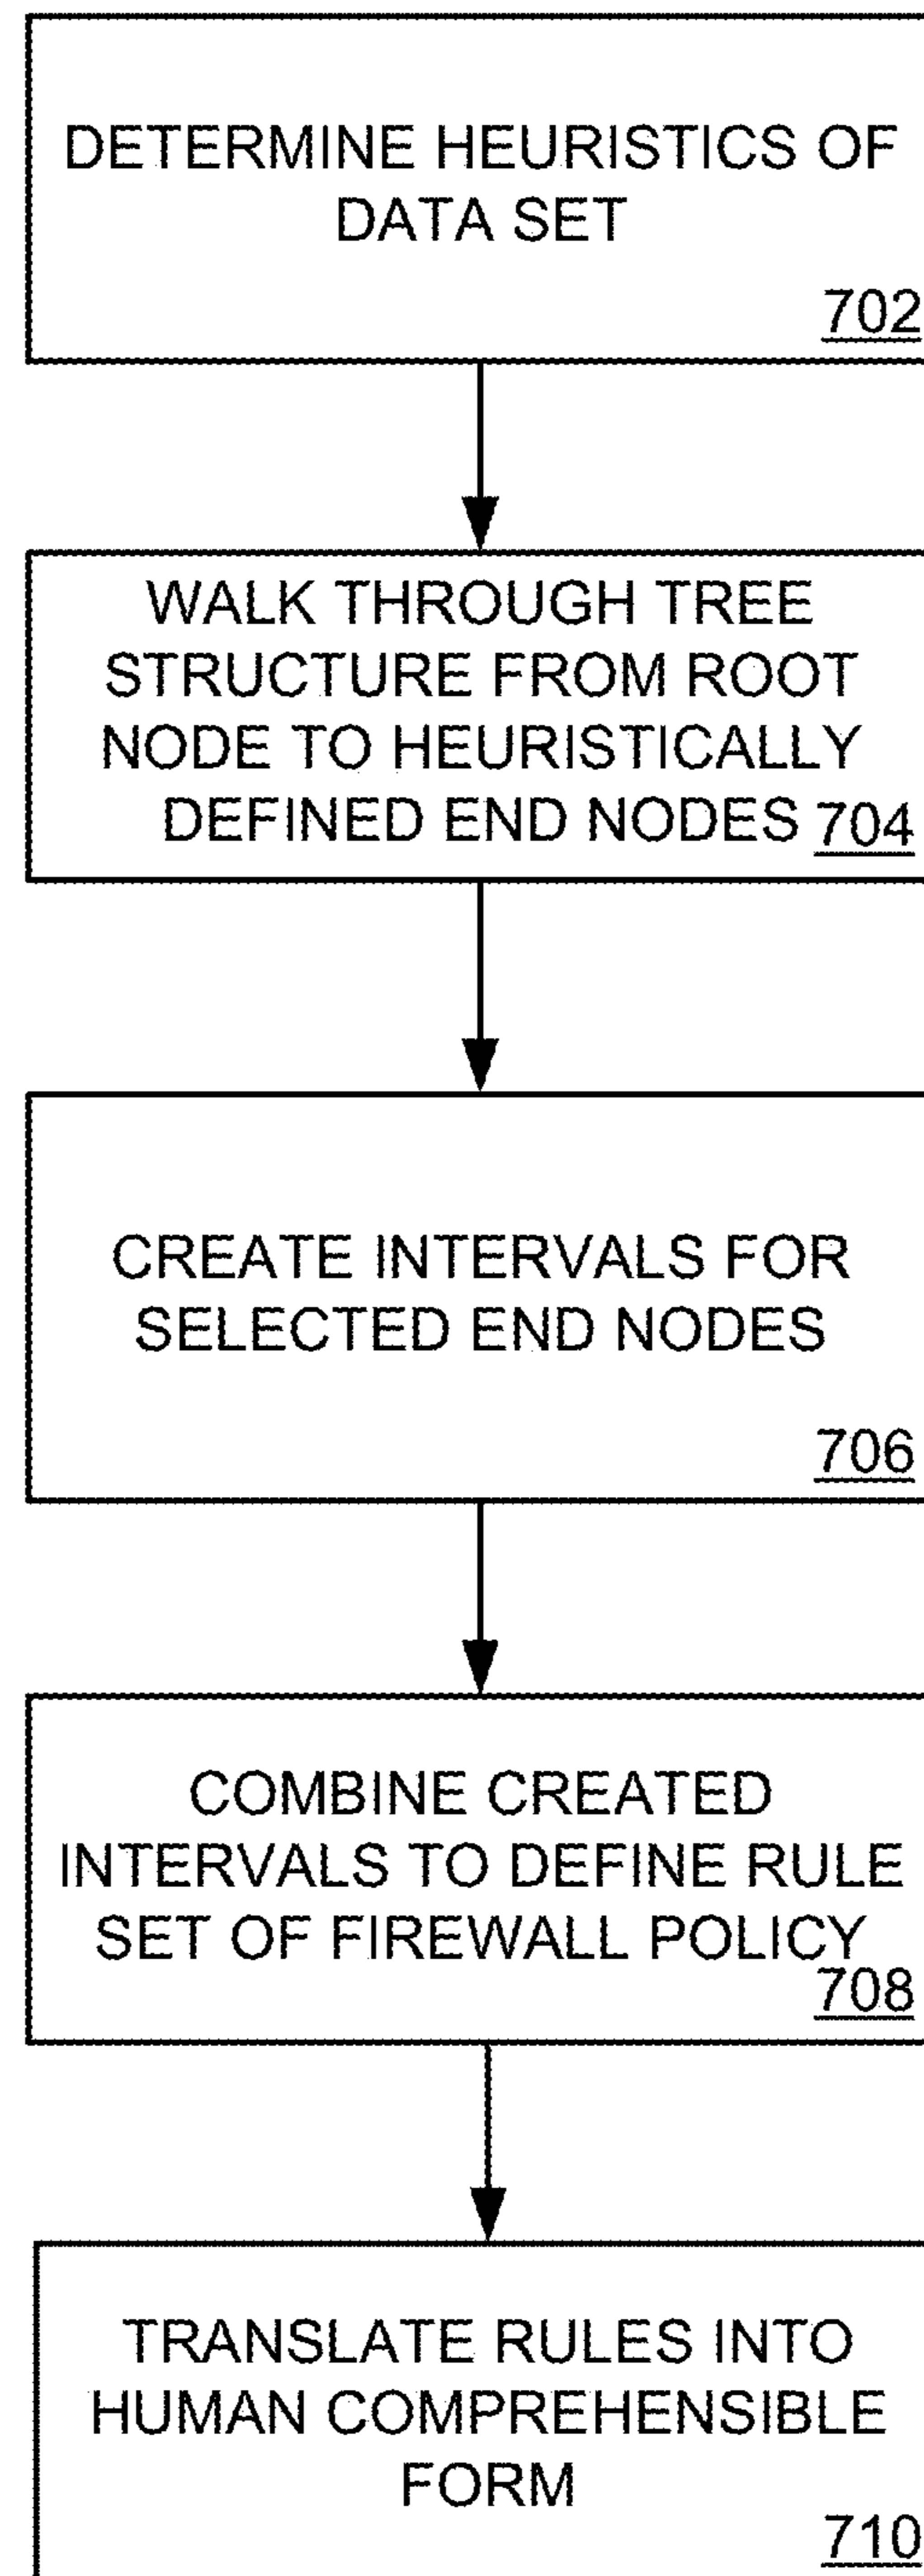 DETERMINE HEURISTICS OF
DATA SET
702
WALK THROUGH TREE
STRUCTURE FROM ROOT
NODE TO HEURISTICALLY
DEFINED END NODES 704
CREATE INTERVALS FOR
SELECTED END NODES
706
COMBINE CREATED
INTERVALS TO DEFINE RULE
SET OF FIREWALL POLICY
708
TRANSLATE RULES INTO
HUMAN COMPREHENSIBLE
FORM
710